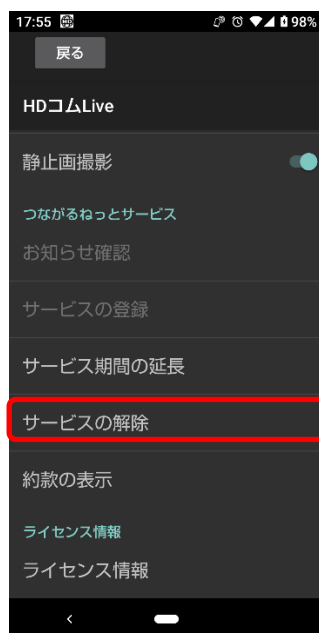 17:55 98%
戻る
HDコムLive
静止画撮影
つながるねっとサービス
お知らせ確認
サービスの登録
サービス期間の延長
サービスの解除
約款の表示
ライセンス情報
ライセンス情報